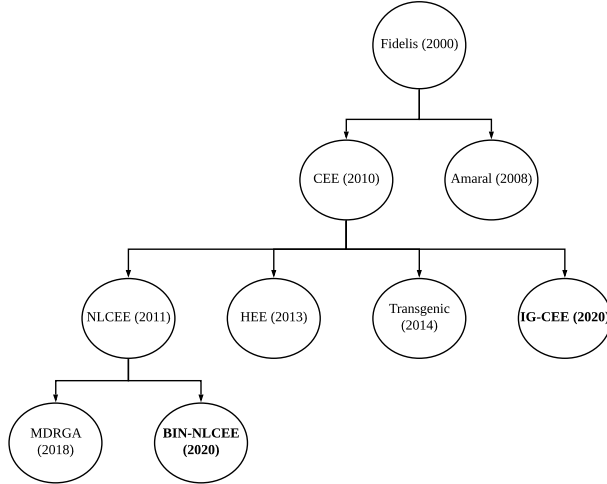 Fidelis (2000)
CEE (2010)
Amaral (2008)
NLCEE (2011)
HEE (2013)
Transgenic
(2014)
IG-CEE (2020)
MDRGA
(2018)
BIN-NLCEE
(2020)